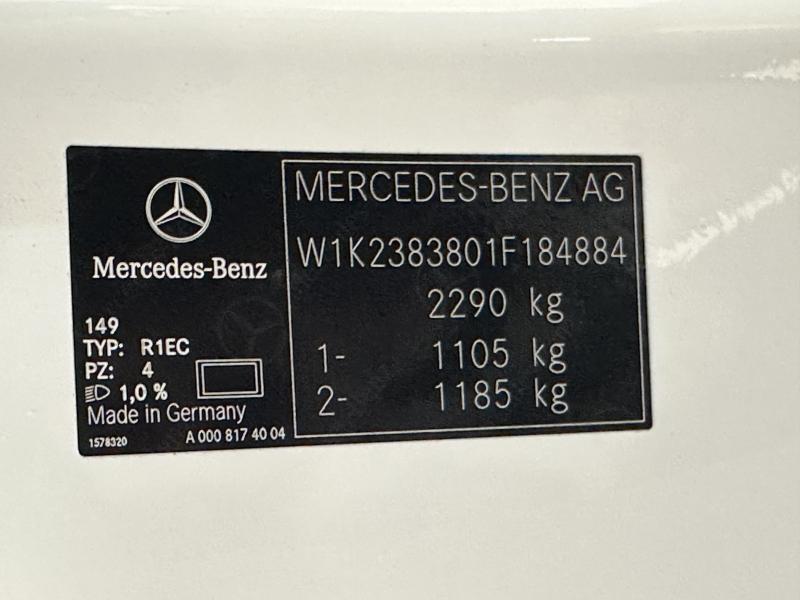 Mercedes-Benz
149
TYP: R1EC
PZ: 4
1,0 %
Made in Germany
1578320 A 000 817 40 04
MERCEDES-BENZ AG
W1K2383801F184884
2290 kg
1- 1105 kg
2- 1185 kg